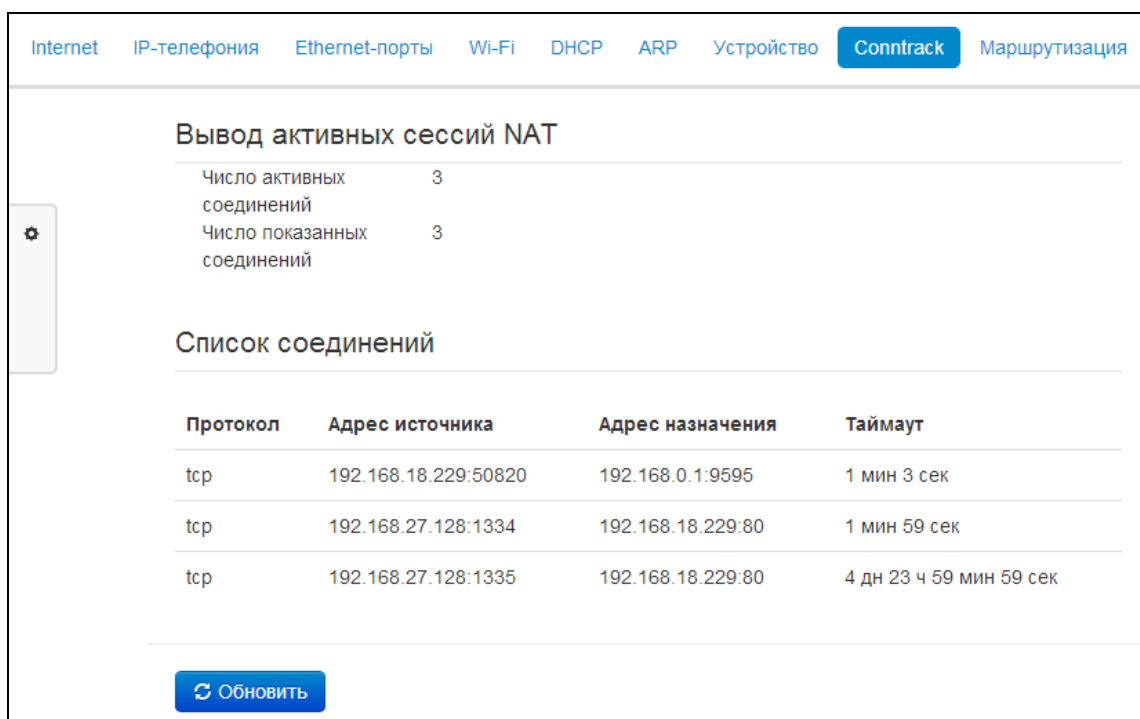 Internet IP-телефония Ethernet-порты Wi-Fi DHCP ARP Устройство Conntrack Маршрутизация
Вывод активных сессий NAT
Число активных соединений 3
Число показанных соединений 3
Список соединений
Протокол Адрес источника Адрес назначения Таймаут
tcp 192.168.18.229:50820 192.168.0.1:9595 1 мин 3 сек
tcp 192.168.27.128:1334 192.168.18.229:80 1 мин 59 сек
tcp 192.168.27.128:1335 192.168.18.229:80 4 дн 23 ч 59 мин 59 сек
Обновить